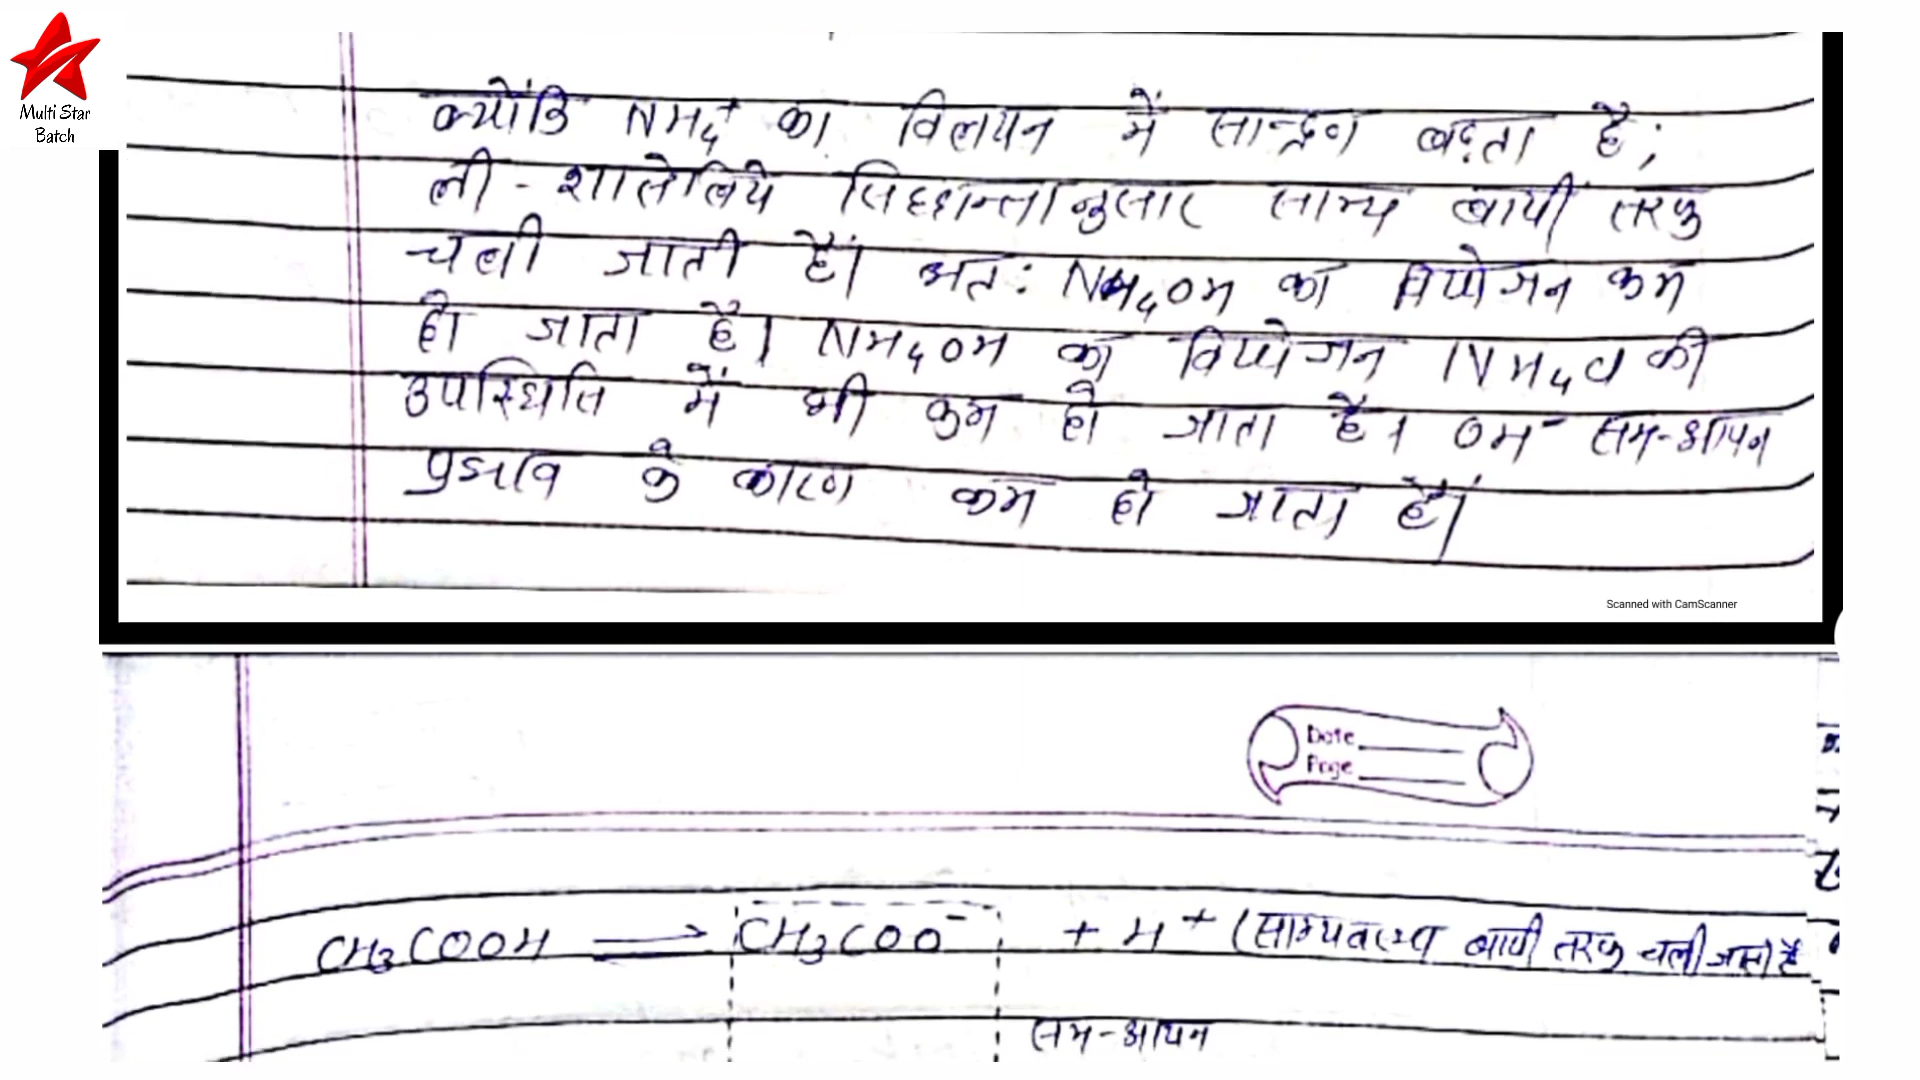 Multi Star
Batch
क्योंकि NH₄⁺ का विलयन में सान्द्रण बढ़ता है;
ली-शातेलिये सिद्धान्तानुसार साम्य बायीं तरफ
चली जाती है। अतः NH₄OH का वियोजन कम
हो जाता है। NH₄OH का वियोजन NH₄Cl की
उपस्थिति में भी कम हो जाता है। OH⁻ सम-आयन
प्रभाव के कारण कम हो जाता है।
Scanned with CamScanner
Date
Page
CH₃COOH ⇌ CH₃COO⁻ + H⁺ (साम्यवस्था बायीं तरफ चली जाती है
सम-आयन